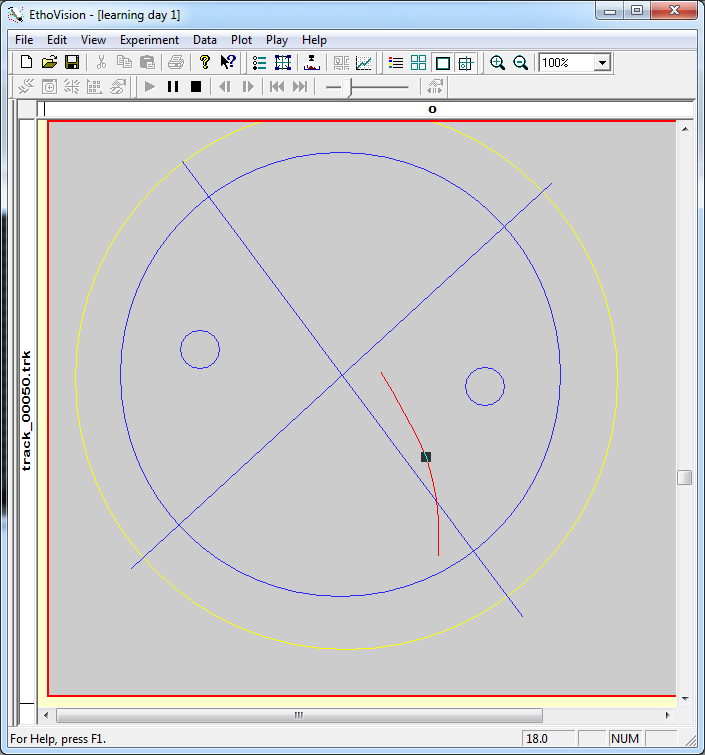 EthoVision - [learning day 1]
File Edit View Experiment Data Plot Play Help
100%
0
track_00050.trk
For Help, press F1.
18.0
NUM